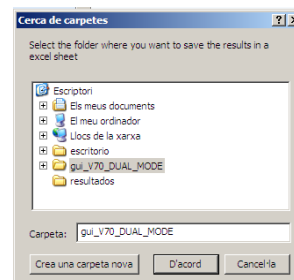 Cerca de carpetes
Select the folder where you want to save the results in a
excel sheet
Escriptori
Els meus documents
El meu ordinador
Llocs de la xarxa
escritorio
gui_V70_DUAL_MODE
resultados
Carpeta: gui_V70_DUAL_MODE
Crea una carpeta nova D'acord Cancel·la